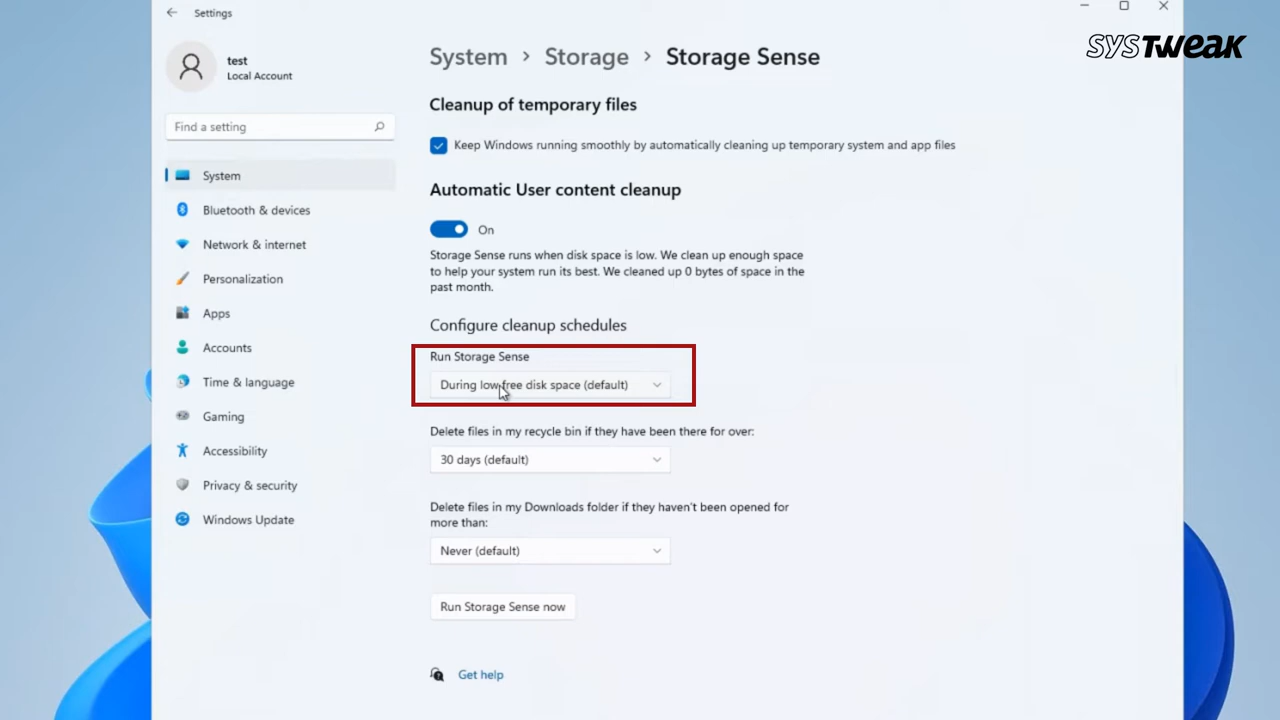 Settings
SYSTWEAK
test
Local Account
Find a setting
System
Bluetooth & devices
Network & internet
Personalization
Apps
Accounts
Time & language
Gaming
Accessibility
Privacy & security
Windows Update
System > Storage > Storage Sense
Cleanup of temporary files
Keep Windows running smoothly by automatically cleaning up temporary system and app files
Automatic User content cleanup
On
Storage Sense runs when disk space is low. We clean up enough space
to help your system run its best. We cleaned up 0 bytes of space in the
past month.
Configure cleanup schedules
Run Storage Sense
During low free disk space (default)
Delete files in my recycle bin if they have been there for over:
30 days (default)
Delete files in my Downloads folder if they haven't been opened for
more than:
Never (default)
Run Storage Sense now
Get help